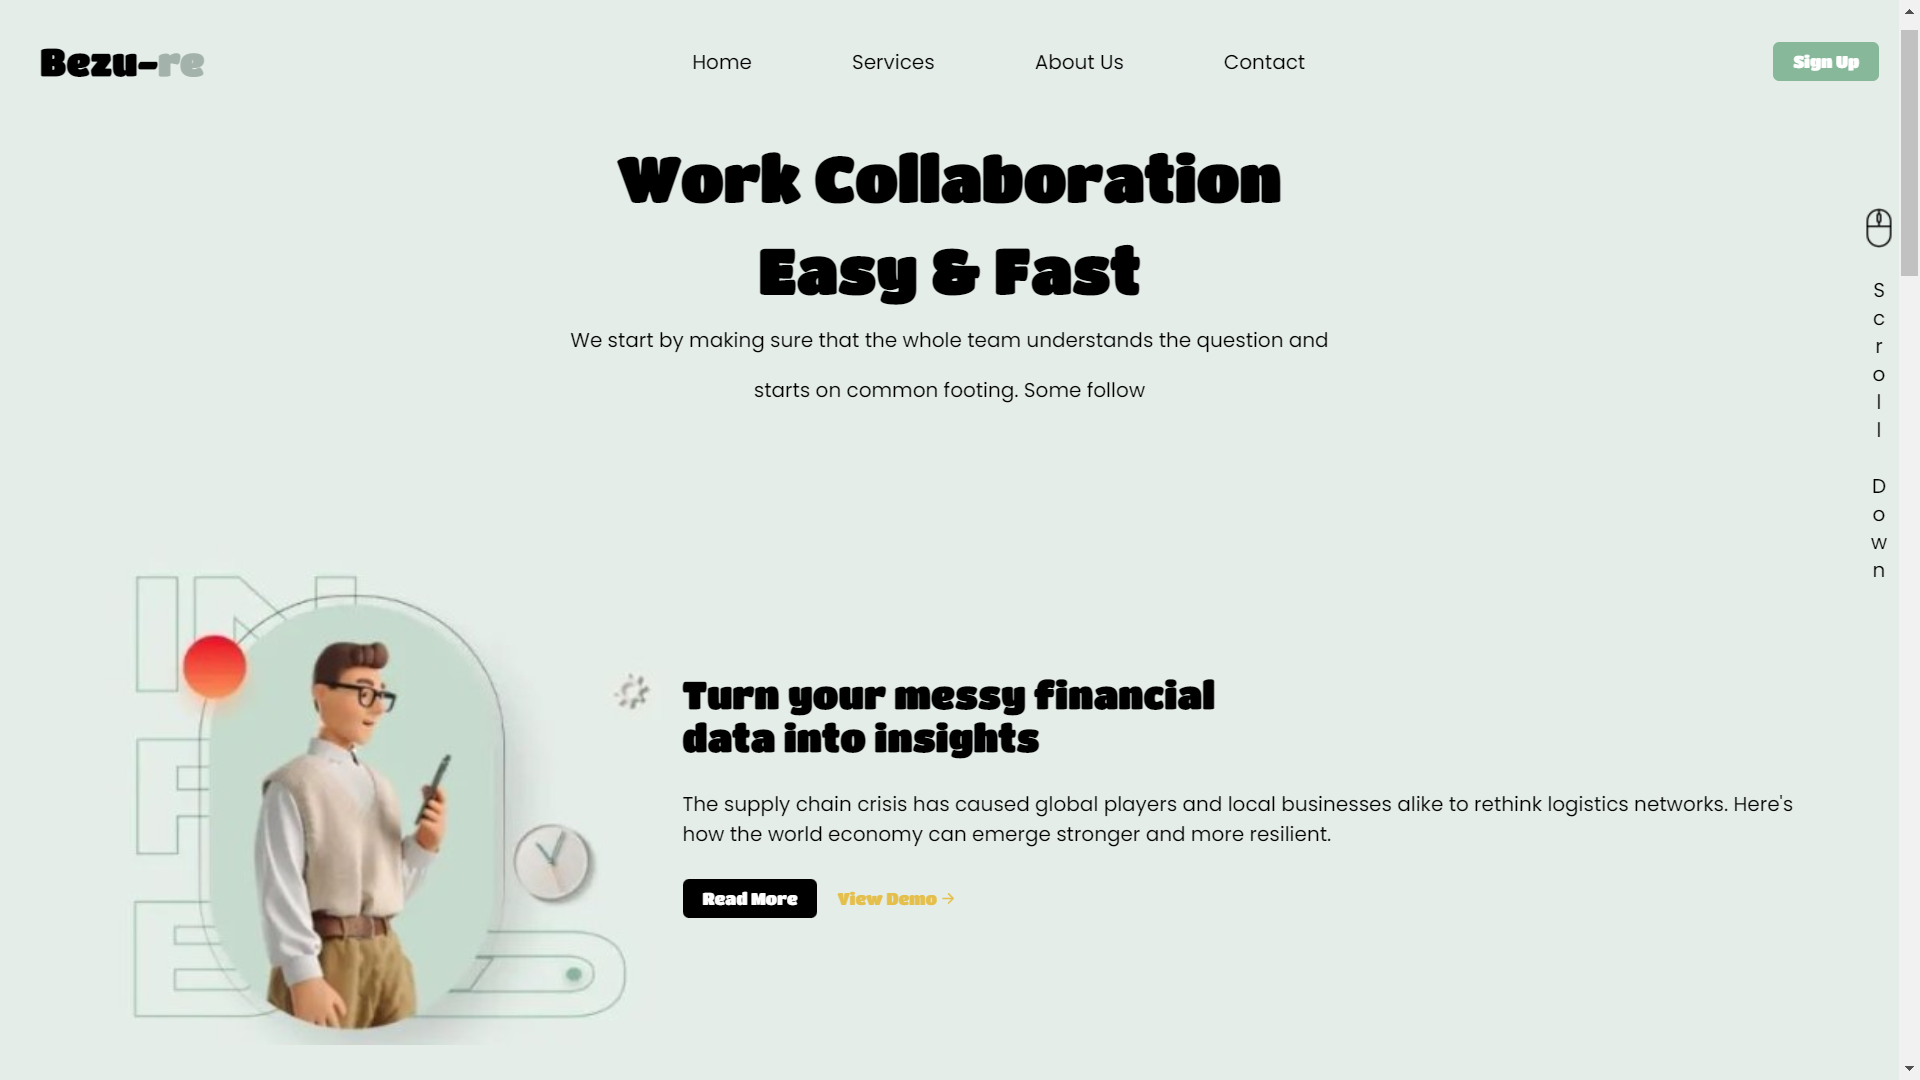 Bezu-re
Home
Services
About Us
Contact
Sign Up
Work Collaboration
Easy & Fast
We start by making sure that the whole team understands the question and
starts on common footing. Some follow
Scroll Down
Turn your messy financial
data into insights
The supply chain crisis has caused global players and local businesses alike to rethink logistics networks. Here's
how the world economy can emerge stronger and more resilient.
Read More
View Demo →